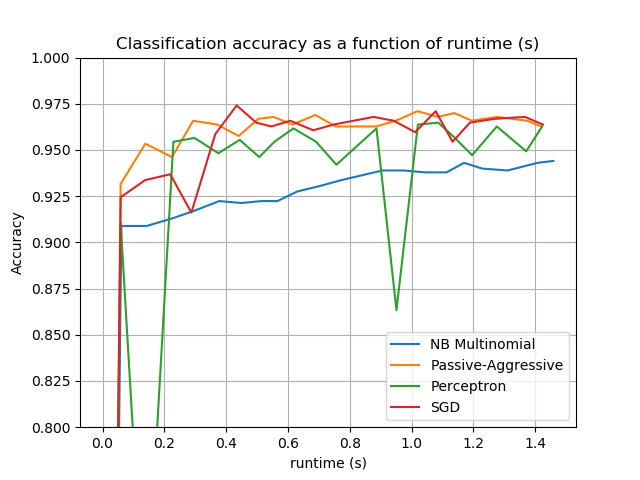 Classification accuracy as a function of runtime (s)
1.000
0.975
0.950
0.925
0.900
0.875
0.850
0.825
0.800
Accuracy
NB Multinomial
Passive-Aggressive
Perceptron
SGD
0.0 0.2 0.4 0.6 0.8 1.0 1.2 1.4
runtime (s)